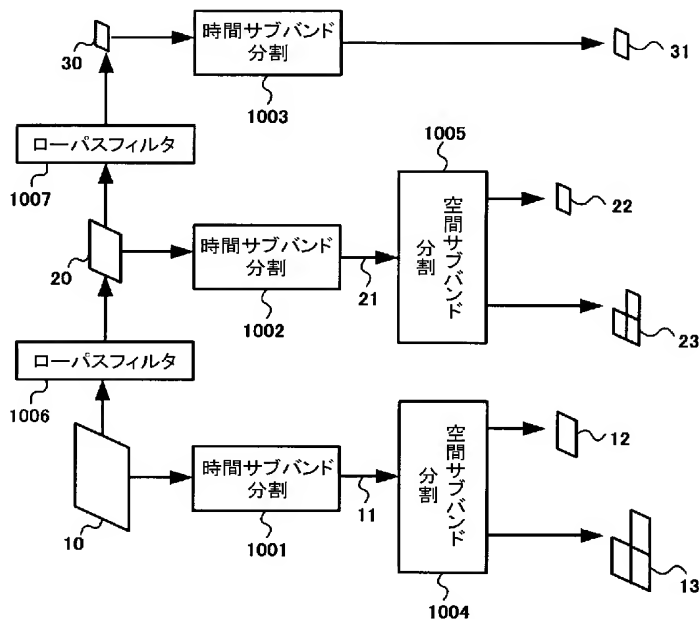 30
時間サブバンド
分割
31
1003
ローパスフィルタ
1007
1005
20
時間サブバンド
分割
21
空間サブバンド
分割
22
1002
23
ローパスフィルタ
1006
10
時間サブバンド
分割
11
空間サブバンド
分割
12
1001
13
1004